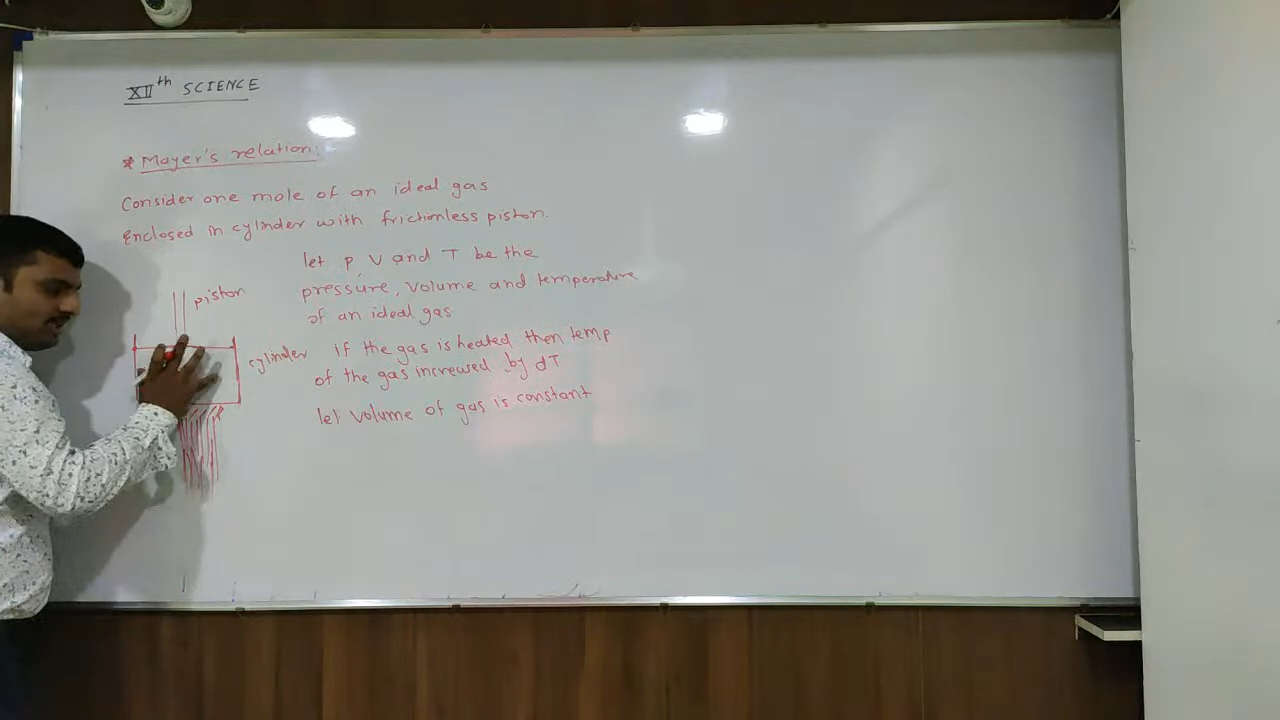 XIIth SCIENCE
* Mayer's relation:
Consider one mole of an ideal gas
Enclosed in cylinder with frictionless piston.
let p, V and T be the
pressure, volume and temperature
of an ideal gas
piston
cylinder
If the gas is heated then temp
of the gas increased by dT
let volume of gas is constant